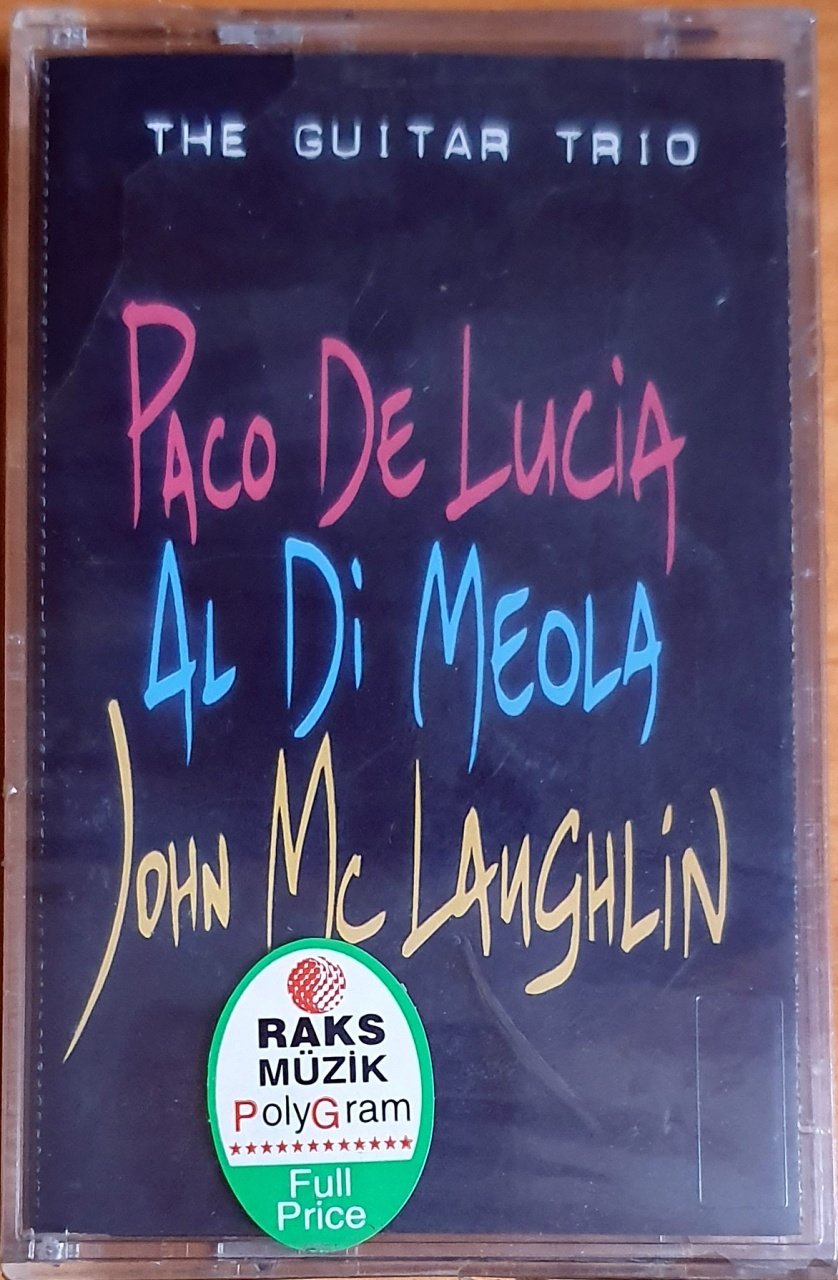 THE GUITAR TRIO
PACO DE LUCiA
AL Di MEOLA
JOHN MC LAUGHLiN
RAKS
MÜZİK
PolyGram
Full
Price